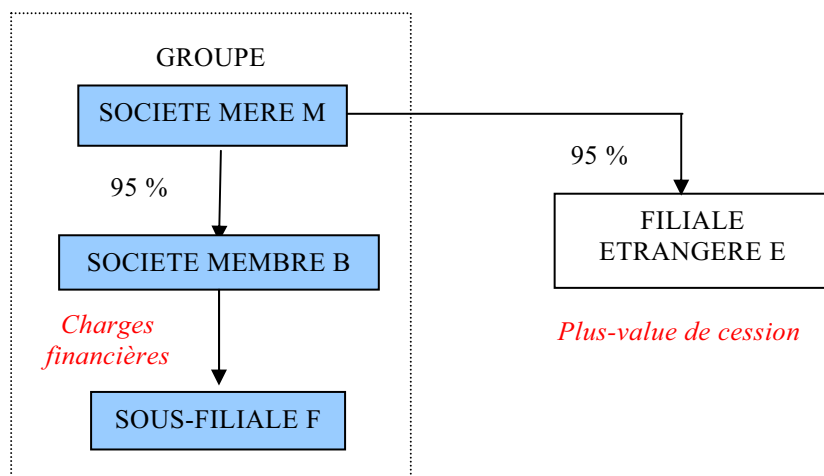 GROUPE
SOCIETE MERE M
95 %
95 %
FILIALE
ETRANGERE E
SOCIETE MEMBRE B
Charges
financières
Plus-value de cession
SOUS-FILIALE F